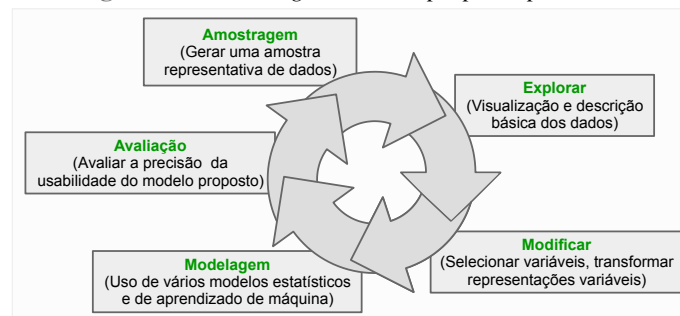 Amostragem
(Gerar uma amostra
representativa de dados)
Explorar
(Visualização e descrição
básica dos dados)
Avaliação
(Avaliar a precisão da
usabilidade do modelo proposto)
Modificar
(Selecionar variáveis, transformar
representações variáveis)
Modelagem
(Uso de vários modelos estatísticos
e de aprendizado de máquina)